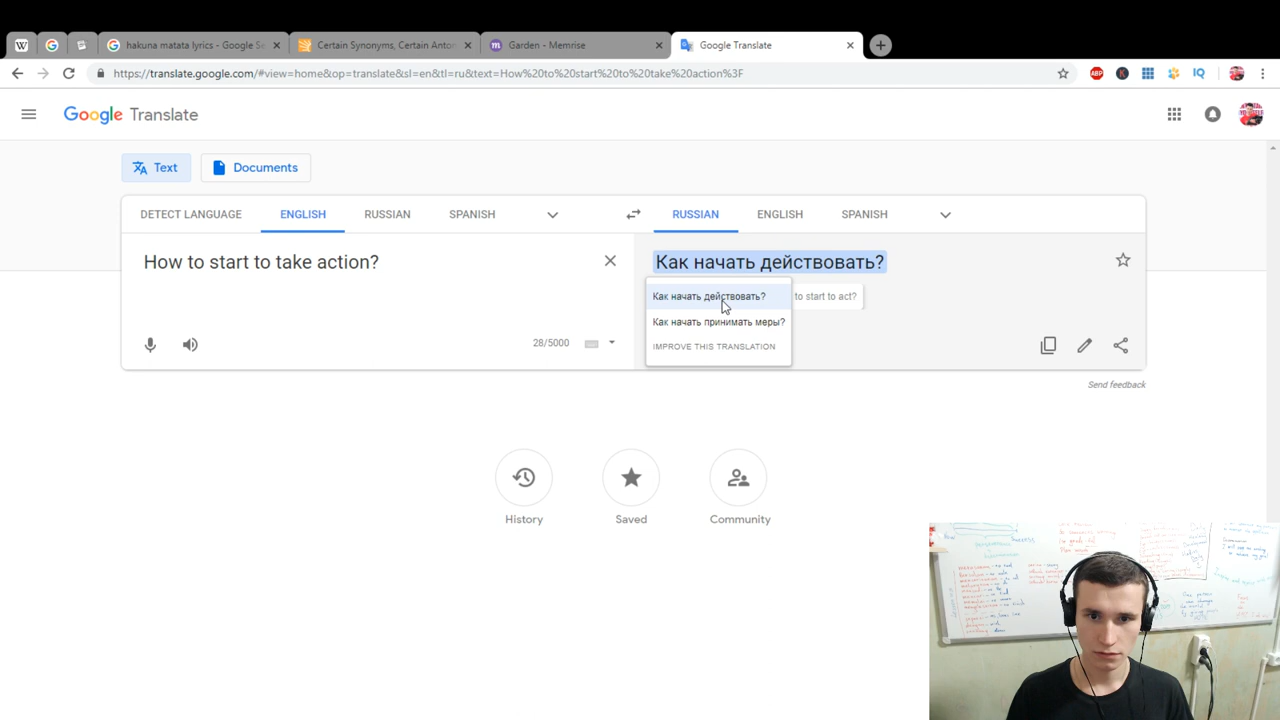 W
hakuna matata lyrics - Google Se
Certain Synonyms, Certain Anton
m
Garden - Memrise
Google Translate
https://translate.google.com/#view=home&op=translate&sl=en&tl=ru&text=How%20to%20start%20to%20take%20action%3F
ABP
K
IQ
Google Translate
Text
Documents
DETECT LANGUAGE
ENGLISH
RUSSIAN
SPANISH
RUSSIAN
ENGLISH
SPANISH
How to start to take action?
Как начать действовать?
Как начать действовать?
to start to act?
Как начать принимать меры?
IMPROVE THIS TRANSLATION
28/5000
Send feedback
History
Saved
Community